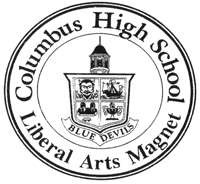 Columbus High School
BLUE DEVILS
Liberal Arts Magnet